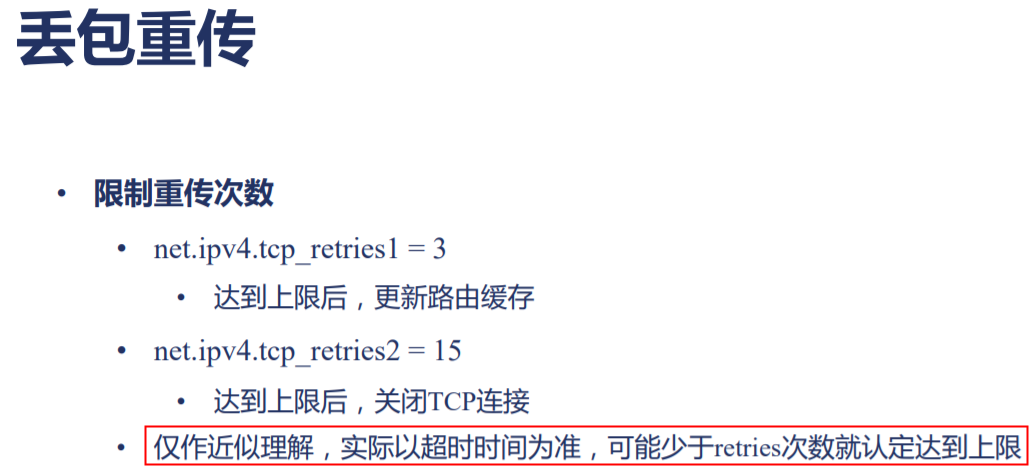 丢包重传
• 限制重传次数
• net.ipv4.tcp_retries1 = 3
• 达到上限后，更新路由缓存
• net.ipv4.tcp_retries2 = 15
• 达到上限后，关闭TCP连接
• 仅作近似理解，实际以超时时间为准，可能少于retries次数就认定达到上限